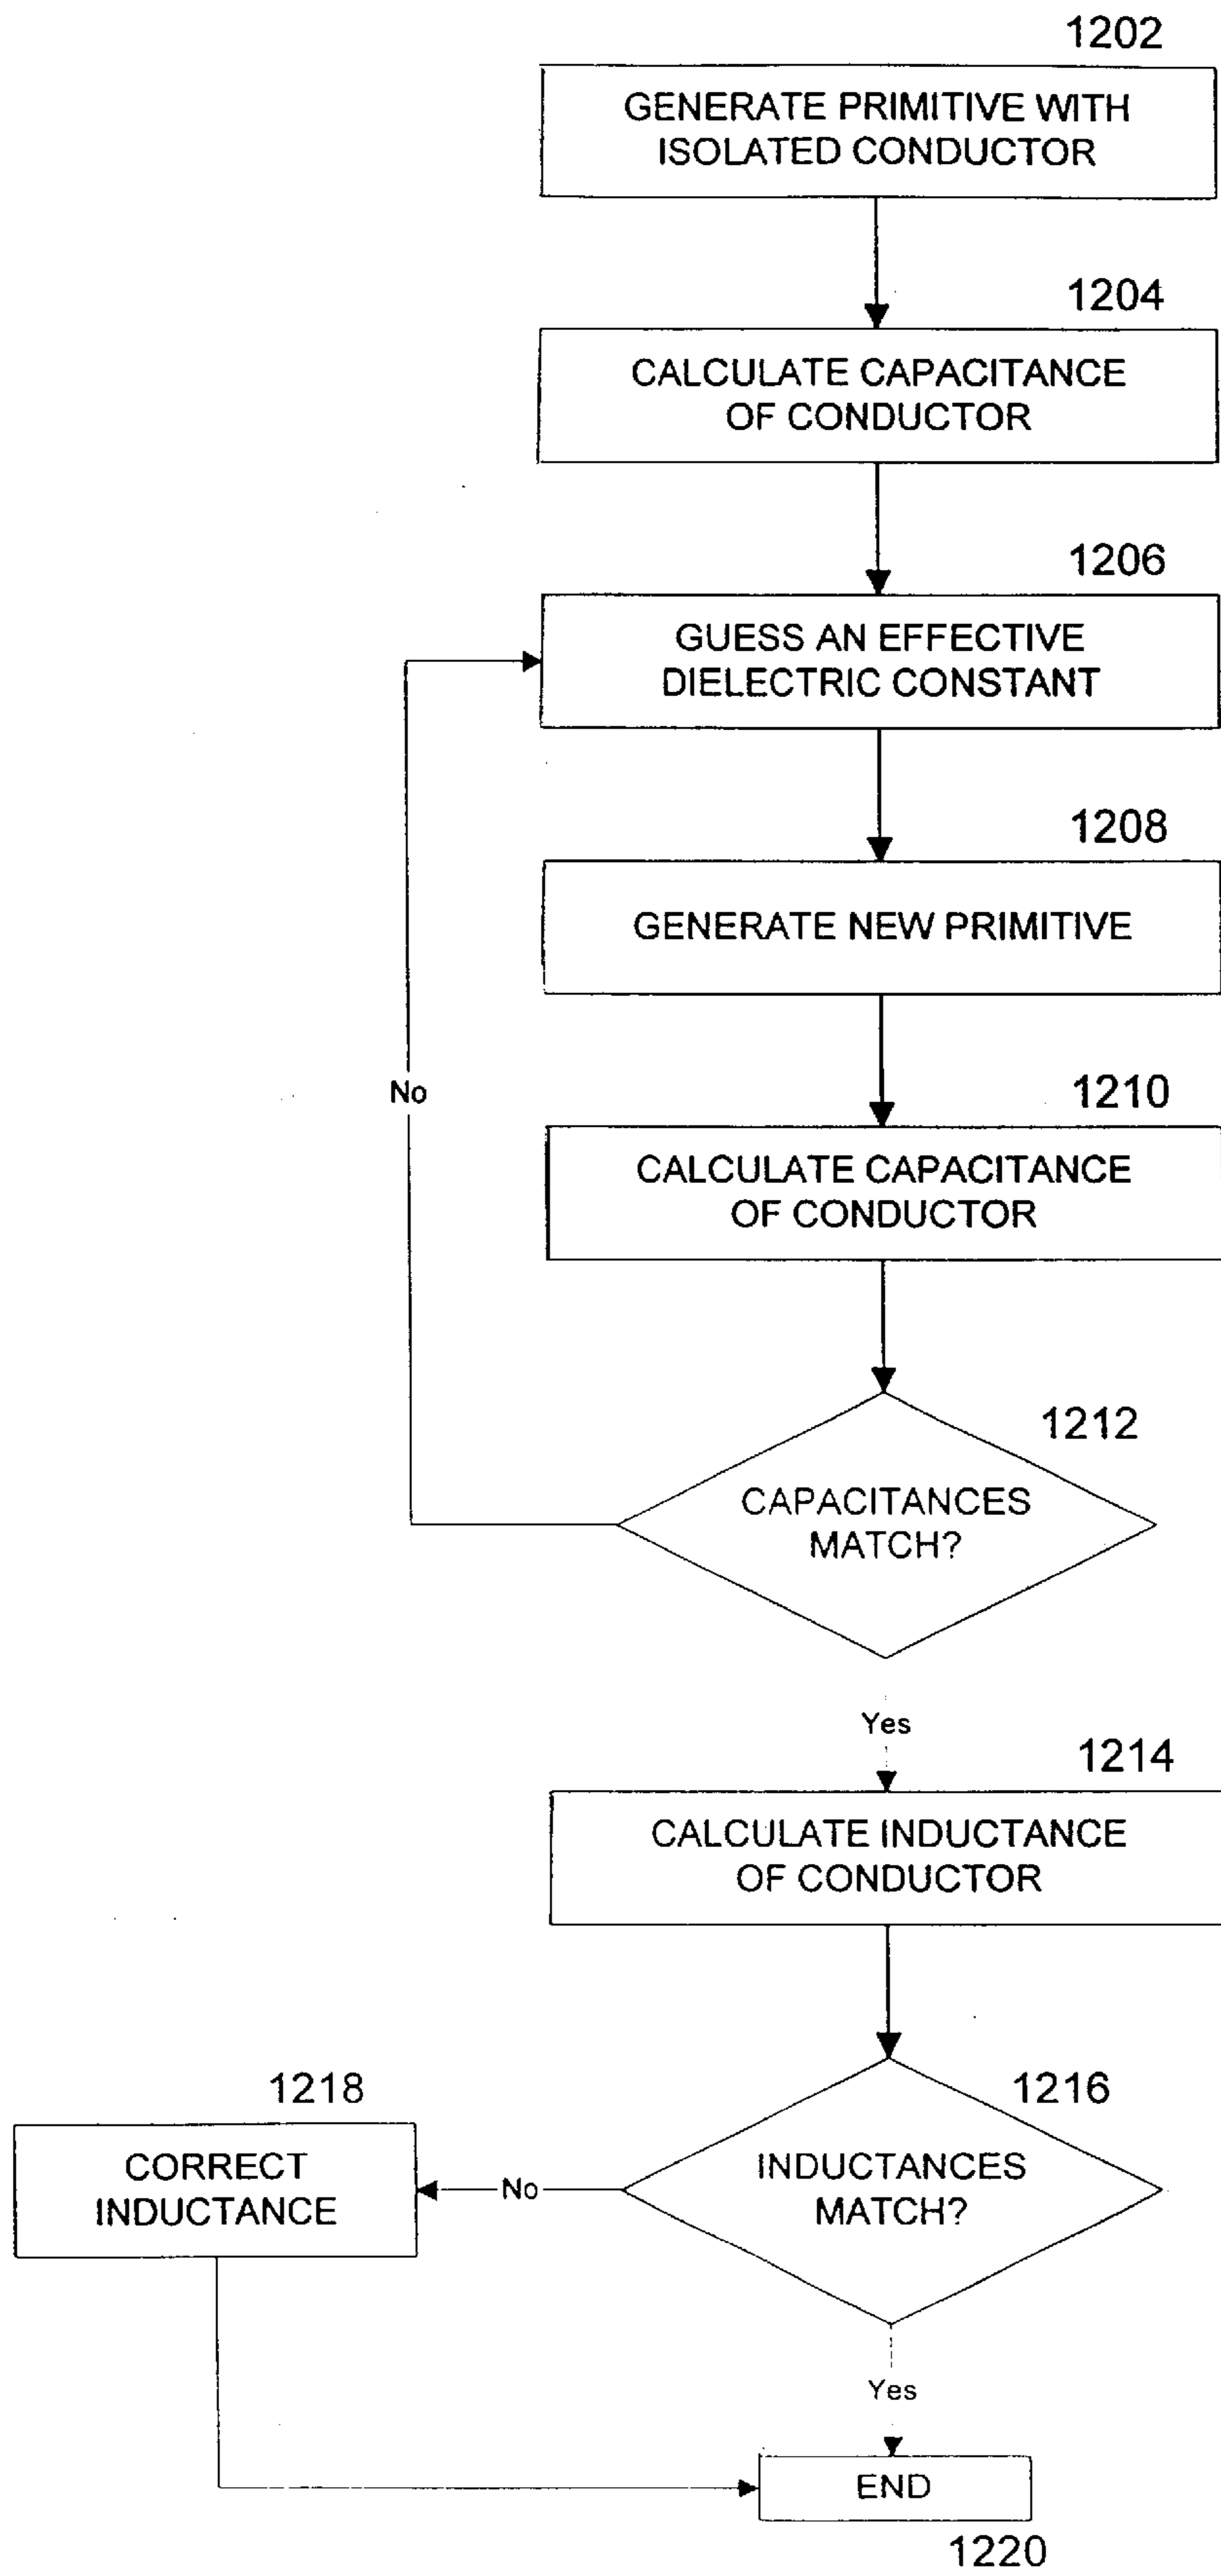 1202
GENERATE PRIMITIVE WITH
ISOLATED CONDUCTOR
1204
CALCULATE CAPACITANCE
OF CONDUCTOR
1206
GUESS AN EFFECTIVE
DIELECTRIC CONSTANT
1208
GENERATE NEW PRIMITIVE
No
1210
CALCULATE CAPACITANCE
OF CONDUCTOR
1212
CAPACITANCES
MATCH?
Yes
1214
CALCULATE INDUCTANCE
OF CONDUCTOR
1216
INDUCTANCES
MATCH?
No
1218
CORRECT
INDUCTANCE
Yes
END
1220